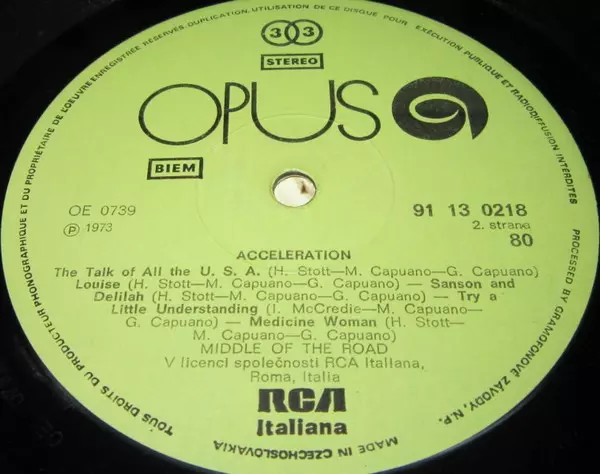 TOUS DROITS DU PRODUCTEUR PHONOGRAPHIQUE ET DU PROPRIÉTAIRE DE L'OEUVRE ENREGISTRÉE RÉSERVÉS. DUPLICATION, UTILISATION DE CE DISQUE POUR EXÉCUTION PUBLIQUE ET RADIODIFFUSION INTERDITES
33
STEREO
OPUS
BIEM
OE 0739
℗ 1973
91 13 0218
2. strana
80
ACCELERATION
The Talk of All the U. S. A. (H. Stott—M. Capuano—G. Capuano)
Louise (H. Stott—M. Capuano—G. Capuano) — Sanson and
Delilah (H. Stott—M. Capuano—G. Capuano) — Try a
Little Understanding (I. McCredie—M. Capuano—
G. Capuano) — Medicine Woman (H. Stott—
M. Capuano—G. Capuano)
MIDDLE OF THE ROAD
V licenci společnosti RCA Italiana,
Roma, Italia
RCA
Italiana
MADE IN CZECHOSLOVAKIA
PROCESSED BY GRAMOFONOVÉ ZÁVODY, N.P.